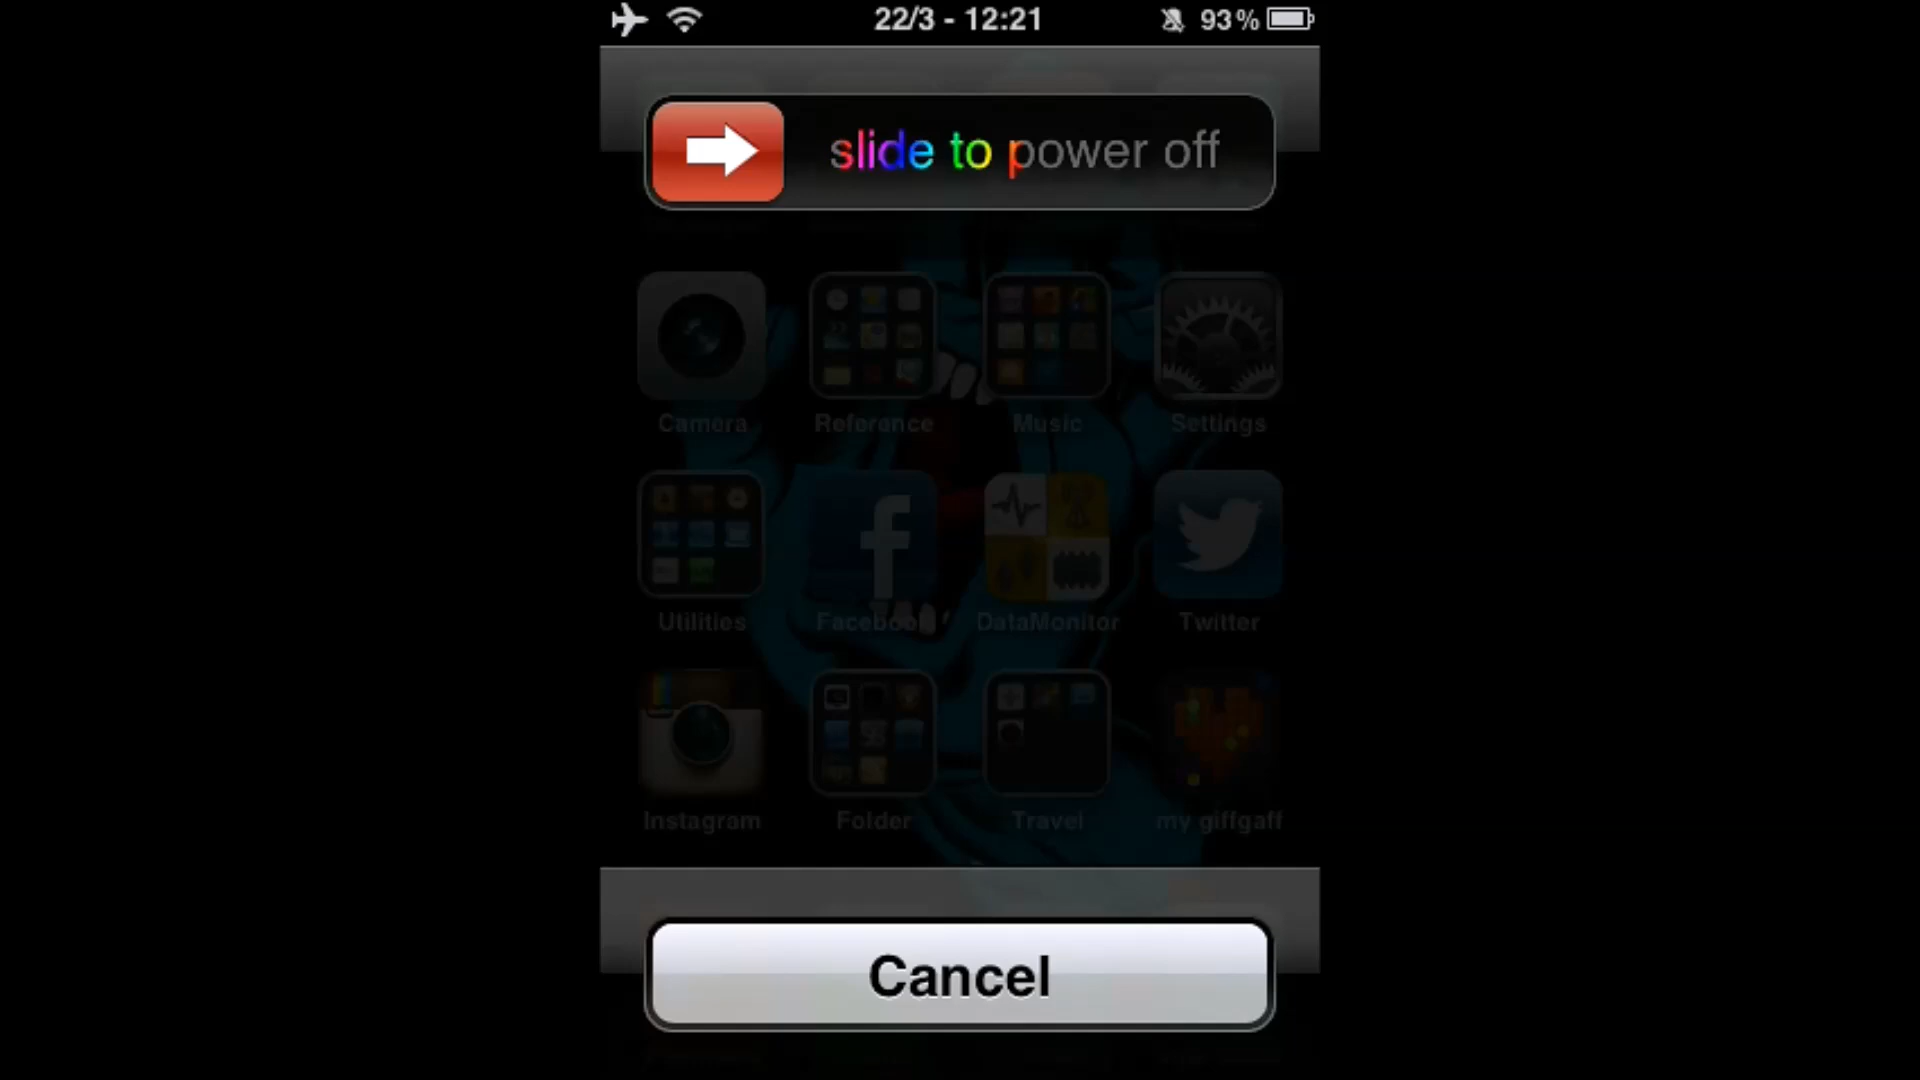 22/3 - 12:21
93%
slide to power off
Camera Reference Music Settings
Utilities Facebook DataMonitor Twitter
Instagram Folder Travel my giffgaff
Cancel